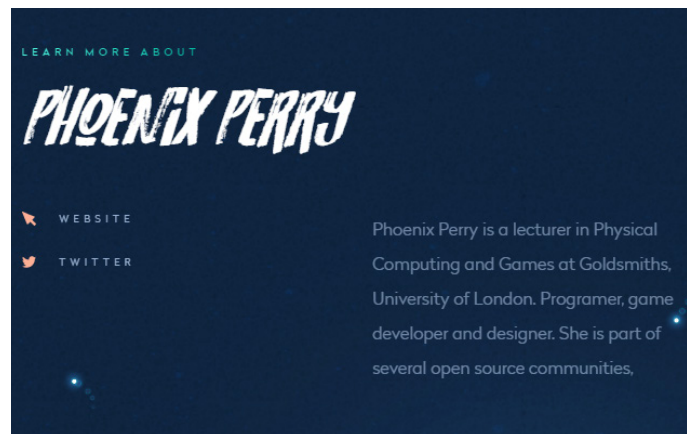 LEARN MORE ABOUT
PHOENIX PERRY
WEBSITE
TWITTER
Phoenix Perry is a lecturer in Physical
Computing and Games at Goldsmiths,
University of London. Programer, game
developer and designer. She is part of
several open source communities,